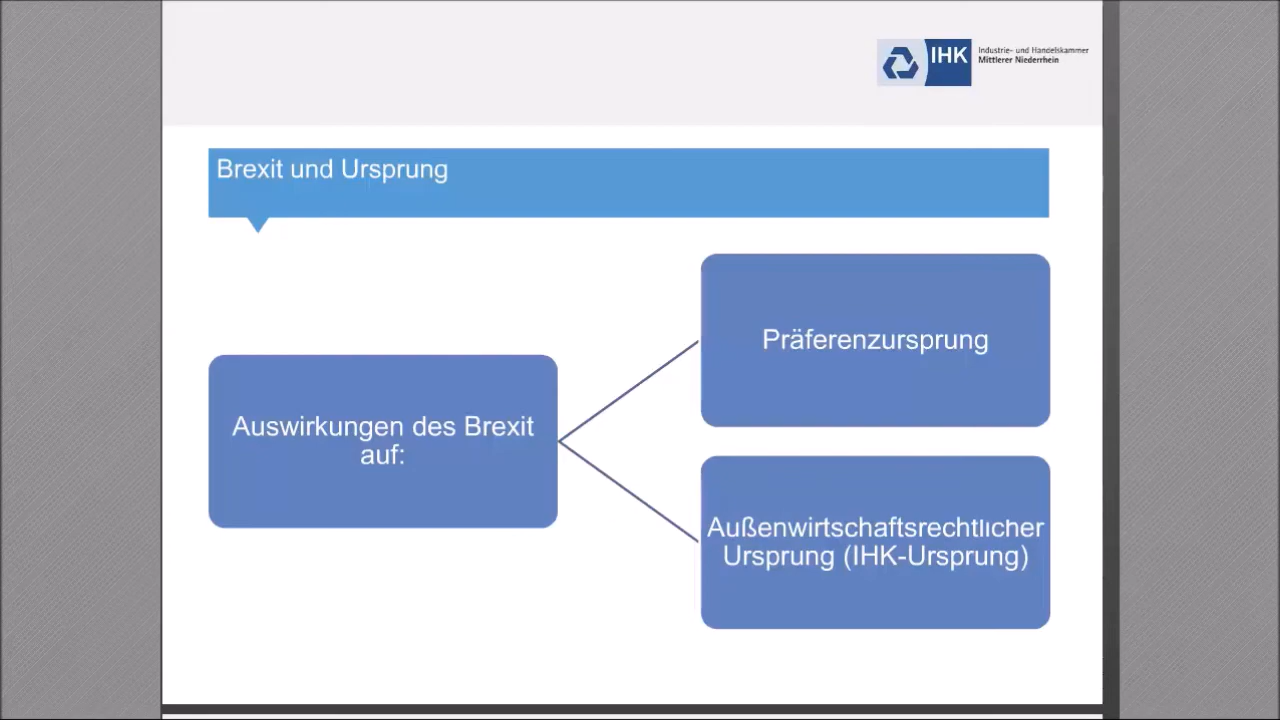 IHK
Industrie- und Handelskammer
Mittlerer Niederrhein
Brexit und Ursprung
Präferenzursprung
Auswirkungen des Brexit
auf:
Außenwirtschaftsrechtlicher
Ursprung (IHK-Ursprung)